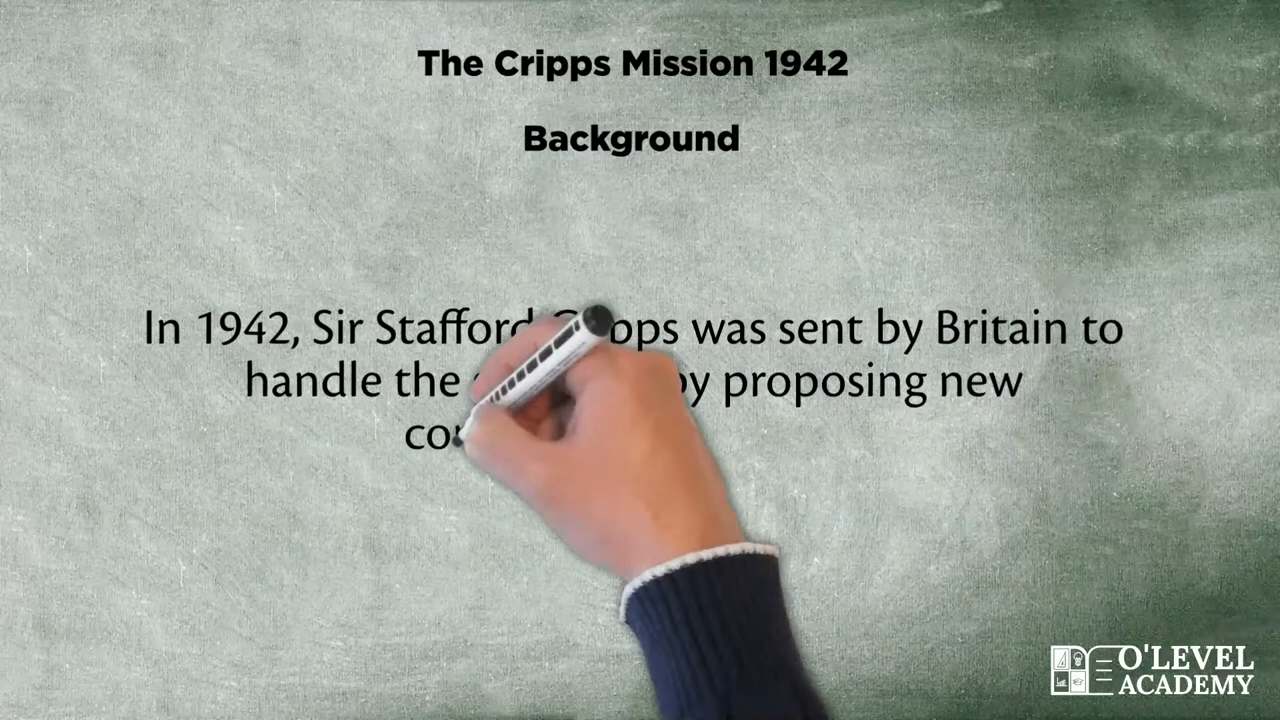 The Cripps Mission 1942
Background
In 1942, Sir Stafford was sent by Britain to
handle the by proposing new
O'LEVEL
ACADEMY